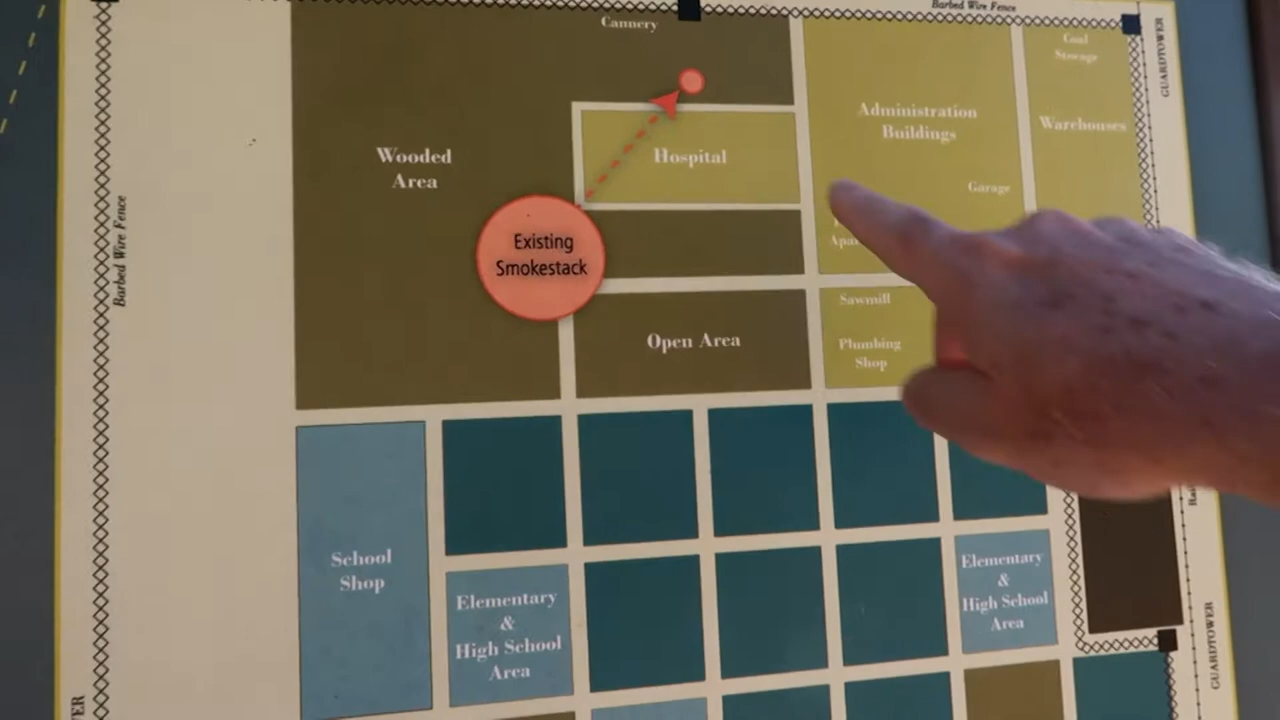 Barbed Wire Fence
Cannery
Coal
Storage
GUARDTOWER
Administration
Buildings
Warehouses
Wooded
Area
Hospital
Garage
Barbed Wire Fence
Existing
Smokestack
Sawmill
Open Area
Plumbing
Shop
School
Shop
Elementary
&
High School
Area
Elementary
&
High School
Area
GUARDTOWER